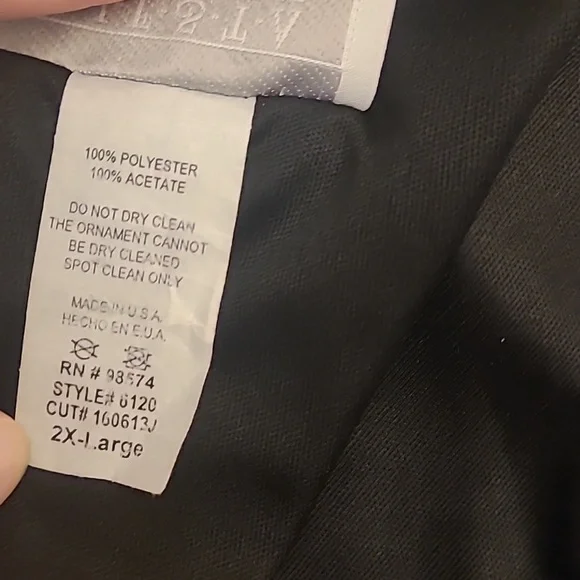 100% POLYESTER
100% ACETATE
DO NOT DRY CLEAN
THE ORNAMENT CANNOT
BE DRY CLEANED
SPOT CLEAN ONLY
MADE IN U.S.A.
HECHO EN E.U.A.
RN # 98574
STYLE# 6120
CUT# 160613J
2X-Large